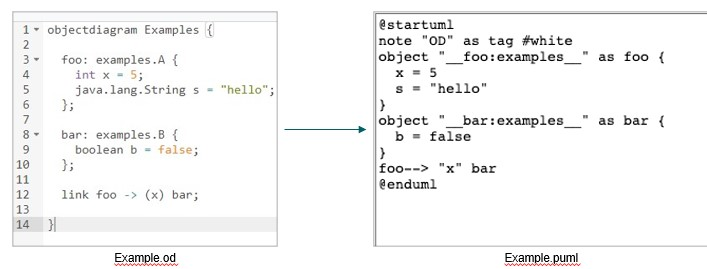 1 objectdiagram Examples {
2
3 foo: examples.A {
4 int x = 5;
5 java.lang.String s = "hello";
6 };
7
8 bar: examples.B {
9 boolean b = false;
10 };
11
12 link foo -> (x) bar;
13
14 }
Example.od
@startuml
note "OD" as tag #white
object "__foo:examples__" as foo {
x = 5
s = "hello"
}
object "__bar:examples__" as bar {
b = false
}
foo--> "x" bar
@enduml
Example.puml